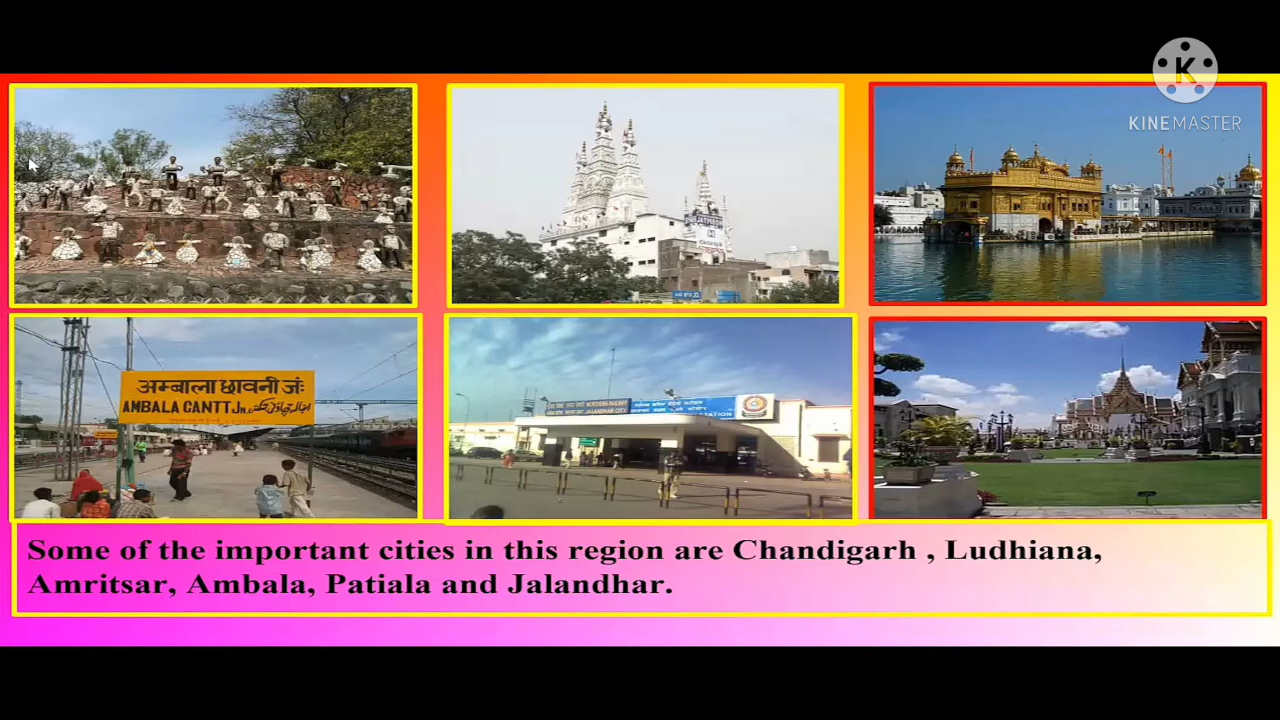 KINEMASTER
अम्बाला छावनी जं.
AMBALA CANTT Jn.
Some of the important cities in this region are Chandigarh , Ludhiana,
Amritsar, Ambala, Patiala and Jalandhar.